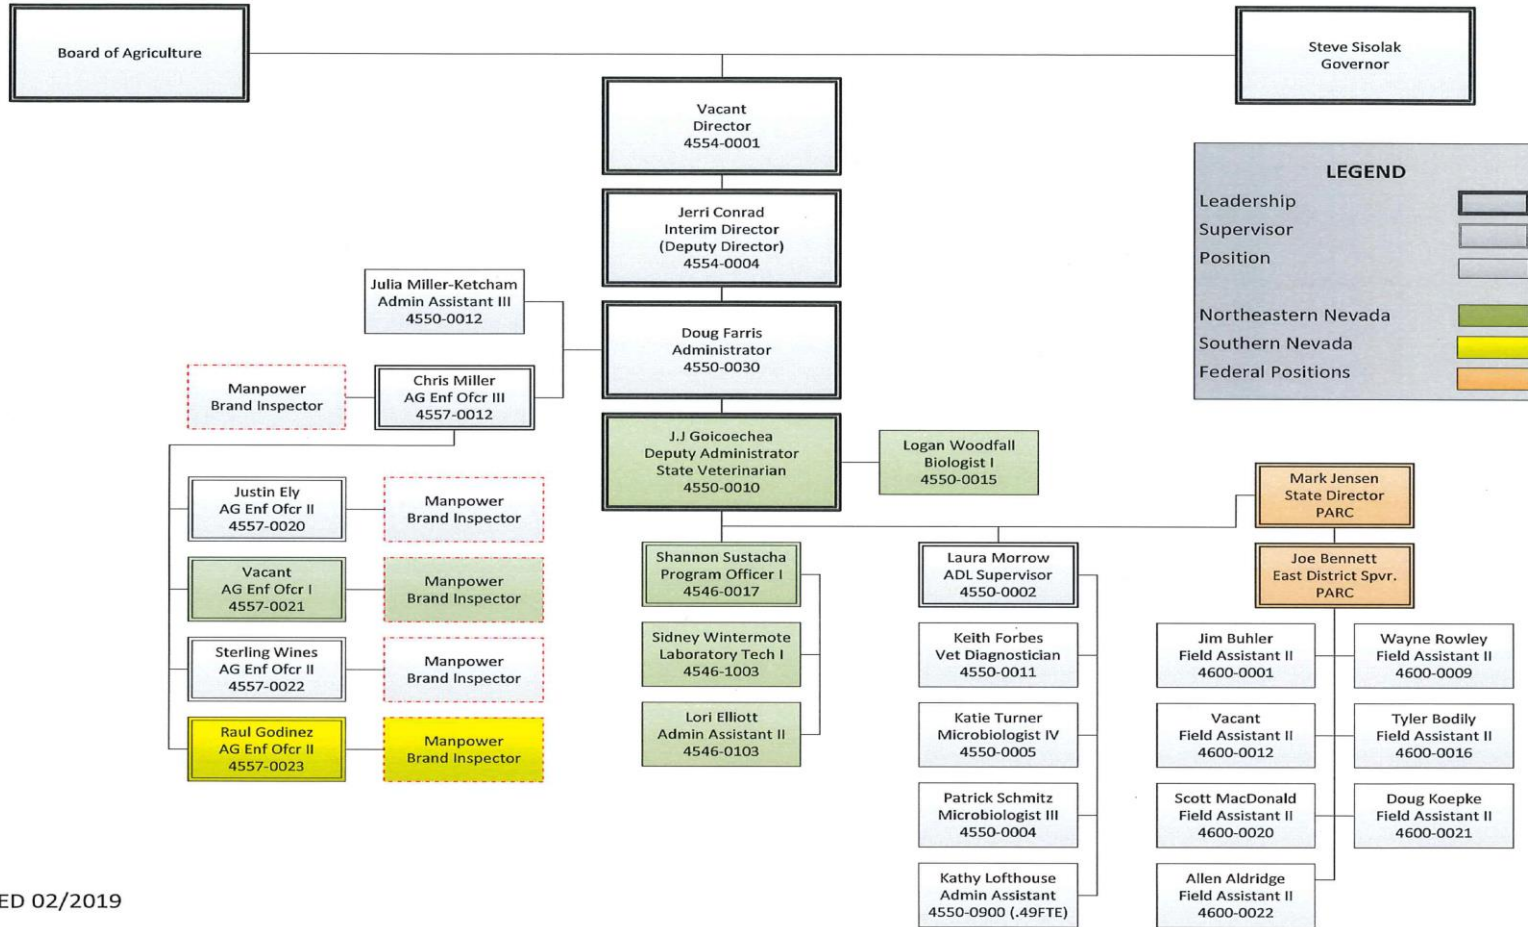 Board of Agriculture
Steve Sisolak
Governor
Vacant
Director
4554-0001
LEGEND
Leadership
Supervisor
Position
Northeastern Nevada
Southern Nevada
Federal Positions
Jerri Conrad
Interim Director
(Deputy Director)
4554-0004
Julia Miller-Ketcham
Admin Assistant III
4550-0012
Doug Farris
Administrator
4550-0030
Manpower
Brand Inspector
Chris Miller
AG Enf Ofcr III
4557-0012
J.J Goicoechea
Deputy Administrator
State Veterinarian
4550-0010
Logan Woodfall
Biologist I
4550-0015
Justin Ely
AG Enf Ofcr II
4557-0020
Manpower
Brand Inspector
Vacant
AG Enf Ofcr I
4557-0021
Manpower
Brand Inspector
Sterling Wines
AG Enf Ofcr II
4557-0022
Manpower
Brand Inspector
Raul Godinez
AG Enf Ofcr II
4557-0023
Manpower
Brand Inspector
Shannon Sustacha
Program Officer I
4546-0017
Sidney Wintermote
Laboratory Tech I
4546-1003
Lori Elliott
Admin Assistant II
4546-0103
Laura Morrow
ADL Supervisor
4550-0002
Keith Forbes
Vet Diagnostician
4550-0011
Katie Turner
Microbiologist IV
4550-0005
Patrick Schmitz
Microbiologist III
4550-0004
Kathy Lofthouse
Admin Assistant
4550-0900 (.49FTE)
Mark Jensen
State Director
PARC
Joe Bennett
East District Spvr.
PARC
Jim Buhler
Field Assistant II
4600-0001
Wayne Rowley
Field Assistant II
4600-0009
Vacant
Field Assistant II
4600-0012
Tyler Bodily
Field Assistant II
4600-0016
Scott MacDonald
Field Assistant II
4600-0020
Doug Koepke
Field Assistant II
4600-0021
Allen Aldridge
Field Assistant II
4600-0022
ED 02/2019